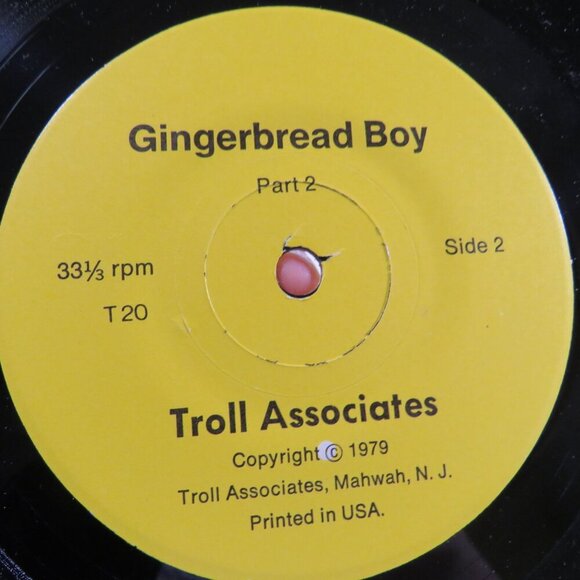 Gingerbread Boy
Part 2
33⅓ rpm
Side 2
T 20
Troll Associates
Copyright © 1979
Troll Associates, Mahwah, N. J.
Printed in USA.